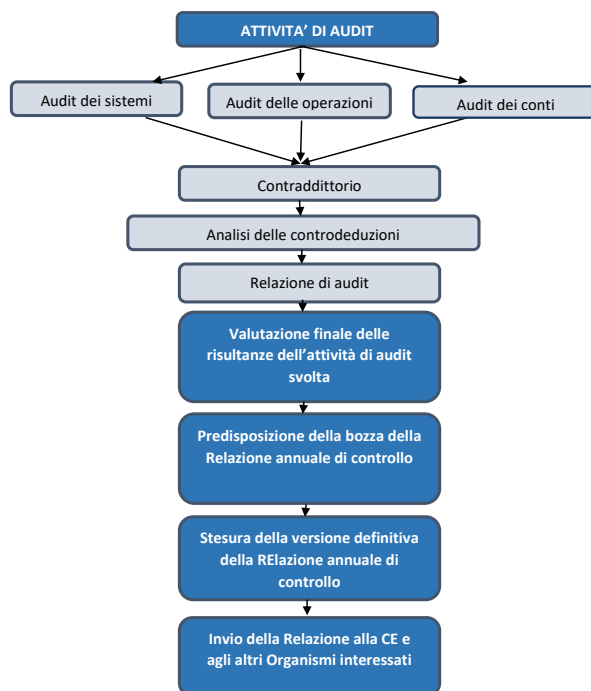 ATTIVITA’ DI AUDIT
Audit dei sistemi
Audit delle operazioni
Audit dei conti
Contraddittorio
Analisi delle controdeduzioni
Relazione di audit
Valutazione finale delle
risultanze dell’attività di audit
svolta
Predisposizione della bozza della
Relazione annuale di controllo
Stesura della versione definitiva
della RElazione annuale di
controllo
Invio della Relazione alla CE e
agli altri Organismi interessati